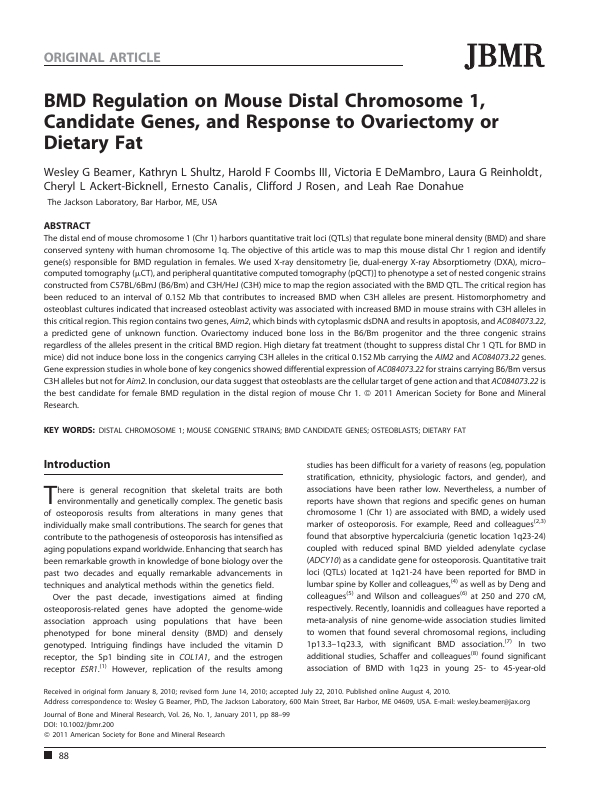 ORIGINAL ARTICLE
JBMR
BMD Regulation on Mouse Distal Chromosome 1,
Candidate Genes, and Response to Ovariectomy or
Dietary Fat
Wesley G Beamer, Kathryn L Shultz, Harold F Coombs III, Victoria E DeMambro, Laura G Reinholdt,
Cheryl L Ackert-Bicknell, Ernesto Canalis, Clifford J Rosen, and Leah Rae Donahue
The Jackson Laboratory, Bar Harbor, ME, USA
ABSTRACT
The distal end of mouse chromosome 1 (Chr 1) harbors quantitative trait loci (QTLs) that regulate bone mineral density (BMD) and share
conserved synteny with human chromosome 1q. The objective of this article was to map this mouse distal Chr 1 region and identify
gene(s) responsible for BMD regulation in females. We used X-ray densitometry [ie, dual-energy X-ray Absorptiometry (DXA), micro–
computed tomography (μCT), and peripheral quantitative computed tomography (pQCT)] to phenotype a set of nested congenic strains
constructed from C57BL/6BmJ (B6/Bm) and C3H/HeJ (C3H) mice to map the region associated with the BMD QTL. The critical region has
been reduced to an interval of 0.152 Mb that contributes to increased BMD when C3H alleles are present. Histomorphometry and
osteoblast cultures indicated that increased osteoblast activity was associated with increased BMD in mouse strains with C3H alleles in
this critical region. This region contains two genes, Aim2, which binds with cytoplasmic dsDNA and results in apoptosis, and AC084073.22,
a predicted gene of unknown function. Ovariectomy induced bone loss in the B6/Bm progenitor and the three congenic strains
regardless of the alleles present in the critical BMD region. High dietary fat treatment (thought to suppress distal Chr 1 QTL for BMD in
mice) did not induce bone loss in the congenics carrying C3H alleles in the critical 0.152 Mb carrying the AIM2 and AC084073.22 genes.
Gene expression studies in whole bone of key congenics showed differential expression of AC084073.22 for strains carrying B6/Bm versus
C3H alleles but not for Aim2. In conclusion, our data suggest that osteoblasts are the cellular target of gene action and that AC084073.22 is
the best candidate for female BMD regulation in the distal region of mouse Chr 1. © 2011 American Society for Bone and Mineral
Research.
KEY WORDS: DISTAL CHROMOSOME 1; MOUSE CONGENIC STRAINS; BMD CANDIDATE GENES; OSTEOBLASTS; DIETARY FAT
Introduction
There is general recognition that skeletal traits are both
environmentally and genetically complex. The genetic basis
of osteoporosis results from alterations in many genes that
individually make small contributions. The search for genes that
contribute to the pathogenesis of osteoporosis has intensified as
aging populations expand worldwide. Enhancing that search has
been remarkable growth in knowledge of bone biology over the
past two decades and equally remarkable advancements in
techniques and analytical methods within the genetics field.
Over the past decade, investigations aimed at finding
osteoporosis-related genes have adopted the genome-wide
association approach using populations that have been
phenotyped for bone mineral density (BMD) and densely
genotyped. Intriguing findings have included the vitamin D
receptor, the Sp1 binding site in COL1A1, and the estrogen
receptor ESR1.(1) However, replication of the results among
studies has been difficult for a variety of reasons (eg, population
stratification, ethnicity, physiologic factors, and gender), and
associations have been rather low. Nevertheless, a number of
reports have shown that regions and specific genes on human
chromosome 1 (Chr 1) are associated with BMD, a widely used
marker of osteoporosis. For example, Reed and colleagues(2,3)
found that absorptive hypercalciuria (genetic location 1q23-24)
coupled with reduced spinal BMD yielded adenylate cyclase
(ADCY10) as a candidate gene for osteoporosis. Quantitative trait
loci (QTLs) located at 1q21-24 have been reported for BMD in
lumbar spine by Koller and colleagues,(4) as well as by Deng and
colleagues(5) and Wilson and colleagues(6) at 250 and 270 cM,
respectively. Recently, Ioannidis and colleagues have reported a
meta-analysis of nine genome-wide association studies limited
to women that found several chromosomal regions, including
1p13.3–1q23.3, with significant BMD association.(7) In two
additional studies, Schaffer and colleagues(8) found significant
association of BMD with 1q23 in young 25- to 45-year-old
Received in original form January 8, 2010; revised form June 14, 2010; accepted July 22, 2010. Published online August 4, 2010.
Address correspondence to: Wesley G Beamer, PhD, The Jackson Laboratory, 600 Main Street, Bar Harbor, ME 04609, USA. E-mail: wesley.beamer@jax.org
Journal of Bone and Mineral Research, Vol. 26, No. 1, January 2011, pp 88–99
DOI: 10.1002/jbmr.200
© 2011 American Society for Bone and Mineral Research
88